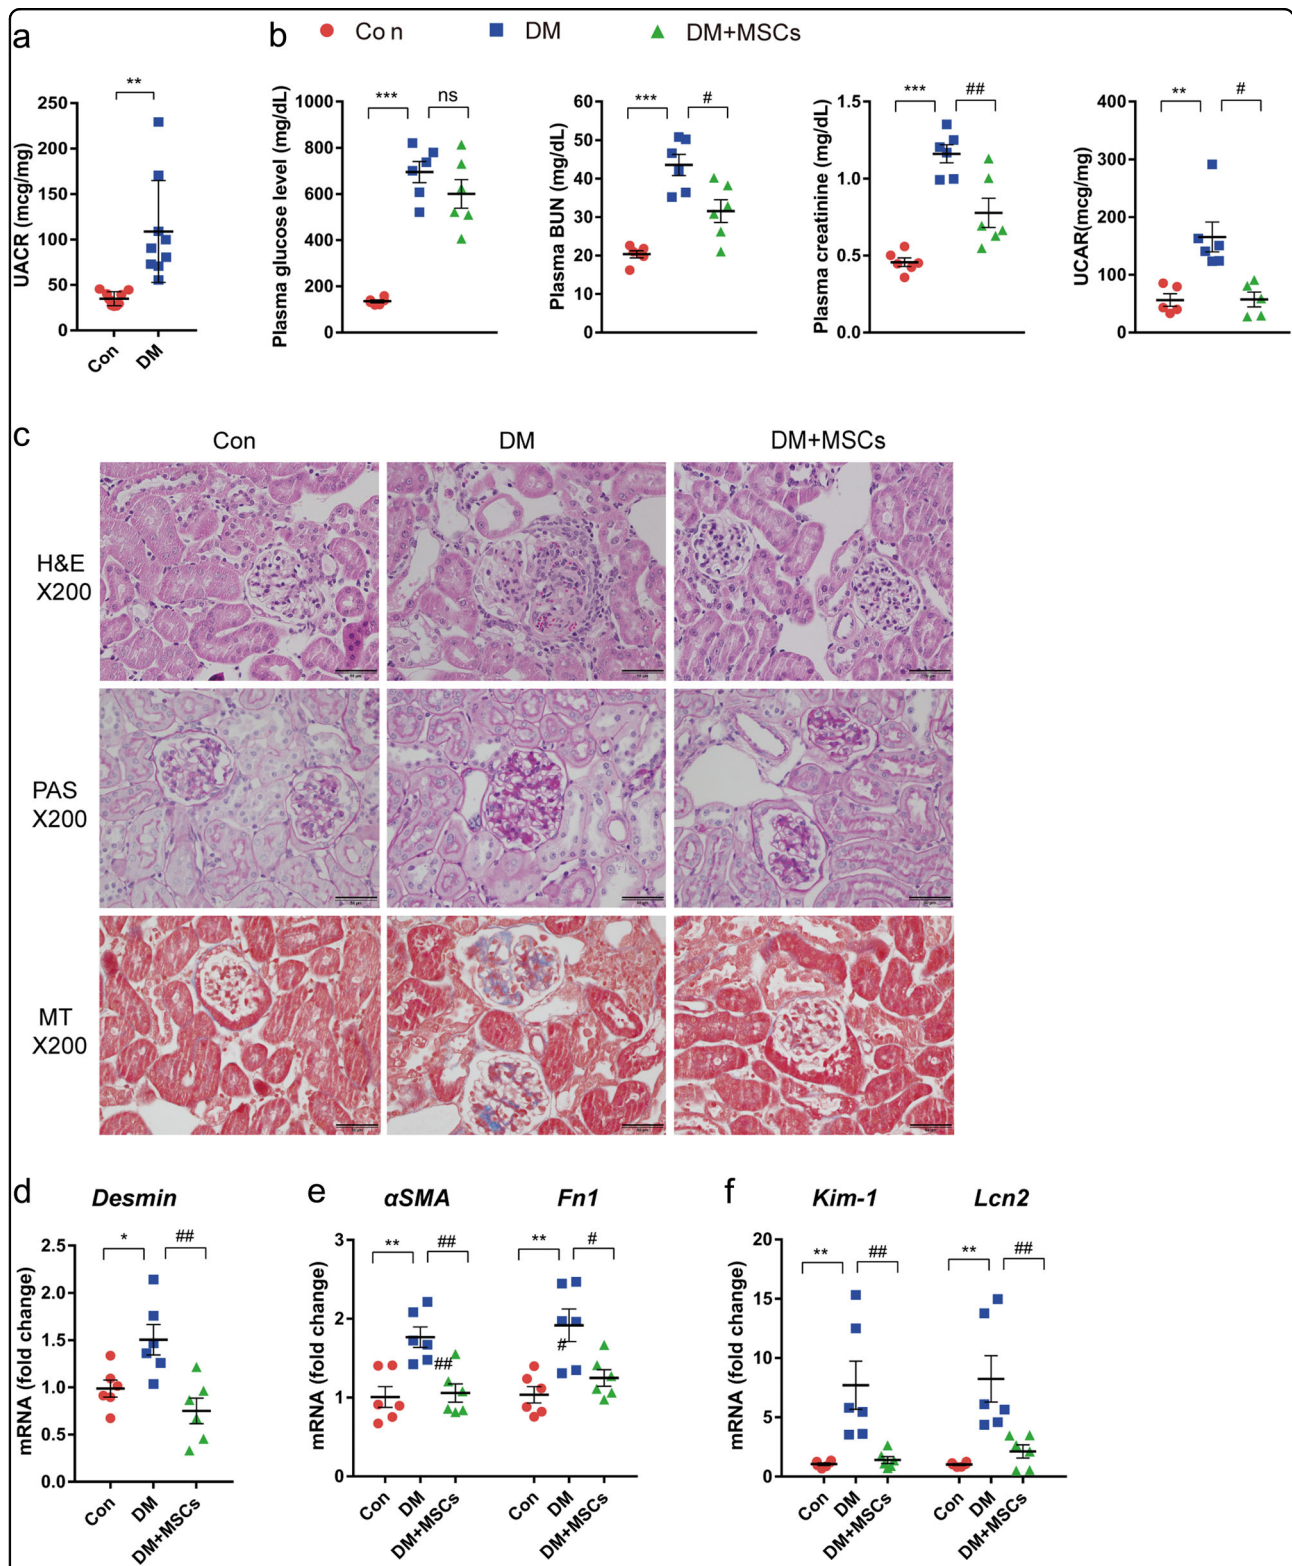 a
b
Con
DM
DM+MSCs
UACR (mcg/mg)
**
250
200
150
100
50
0
Con
DM
Plasma glucose level (mg/dL)
***
ns
1000
800
600
400
200
0
Plasma BUN (mg/dL)
***
#
60
50
40
30
20
10
0
Plasma creatinine (mg/dL)
***
##
1.5
1.0
0.5
0.0
UCAR(mcg/mg)
**
#
400
300
200
100
0
c
Con
DM
DM+MSCs
H&E
X200
PAS
X200
MT
X200
d
Desmin
mRNA (fold change)
*
##
2.5
2.0
1.5
1.0
0.5
0.0
Con
DM
DM+MSCs
e
αSMA
Fn1
mRNA (fold change)
**
##
**
#
3
2
1
0
##
#
Con
DM
DM+MSCs
Con
DM
DM+MSCs
f
Kim-1
Lcn2
mRNA (fold change)
**
##
**
##
20
15
10
5
0
Con
DM
DM+MSCs
Con
DM
DM+MSCs